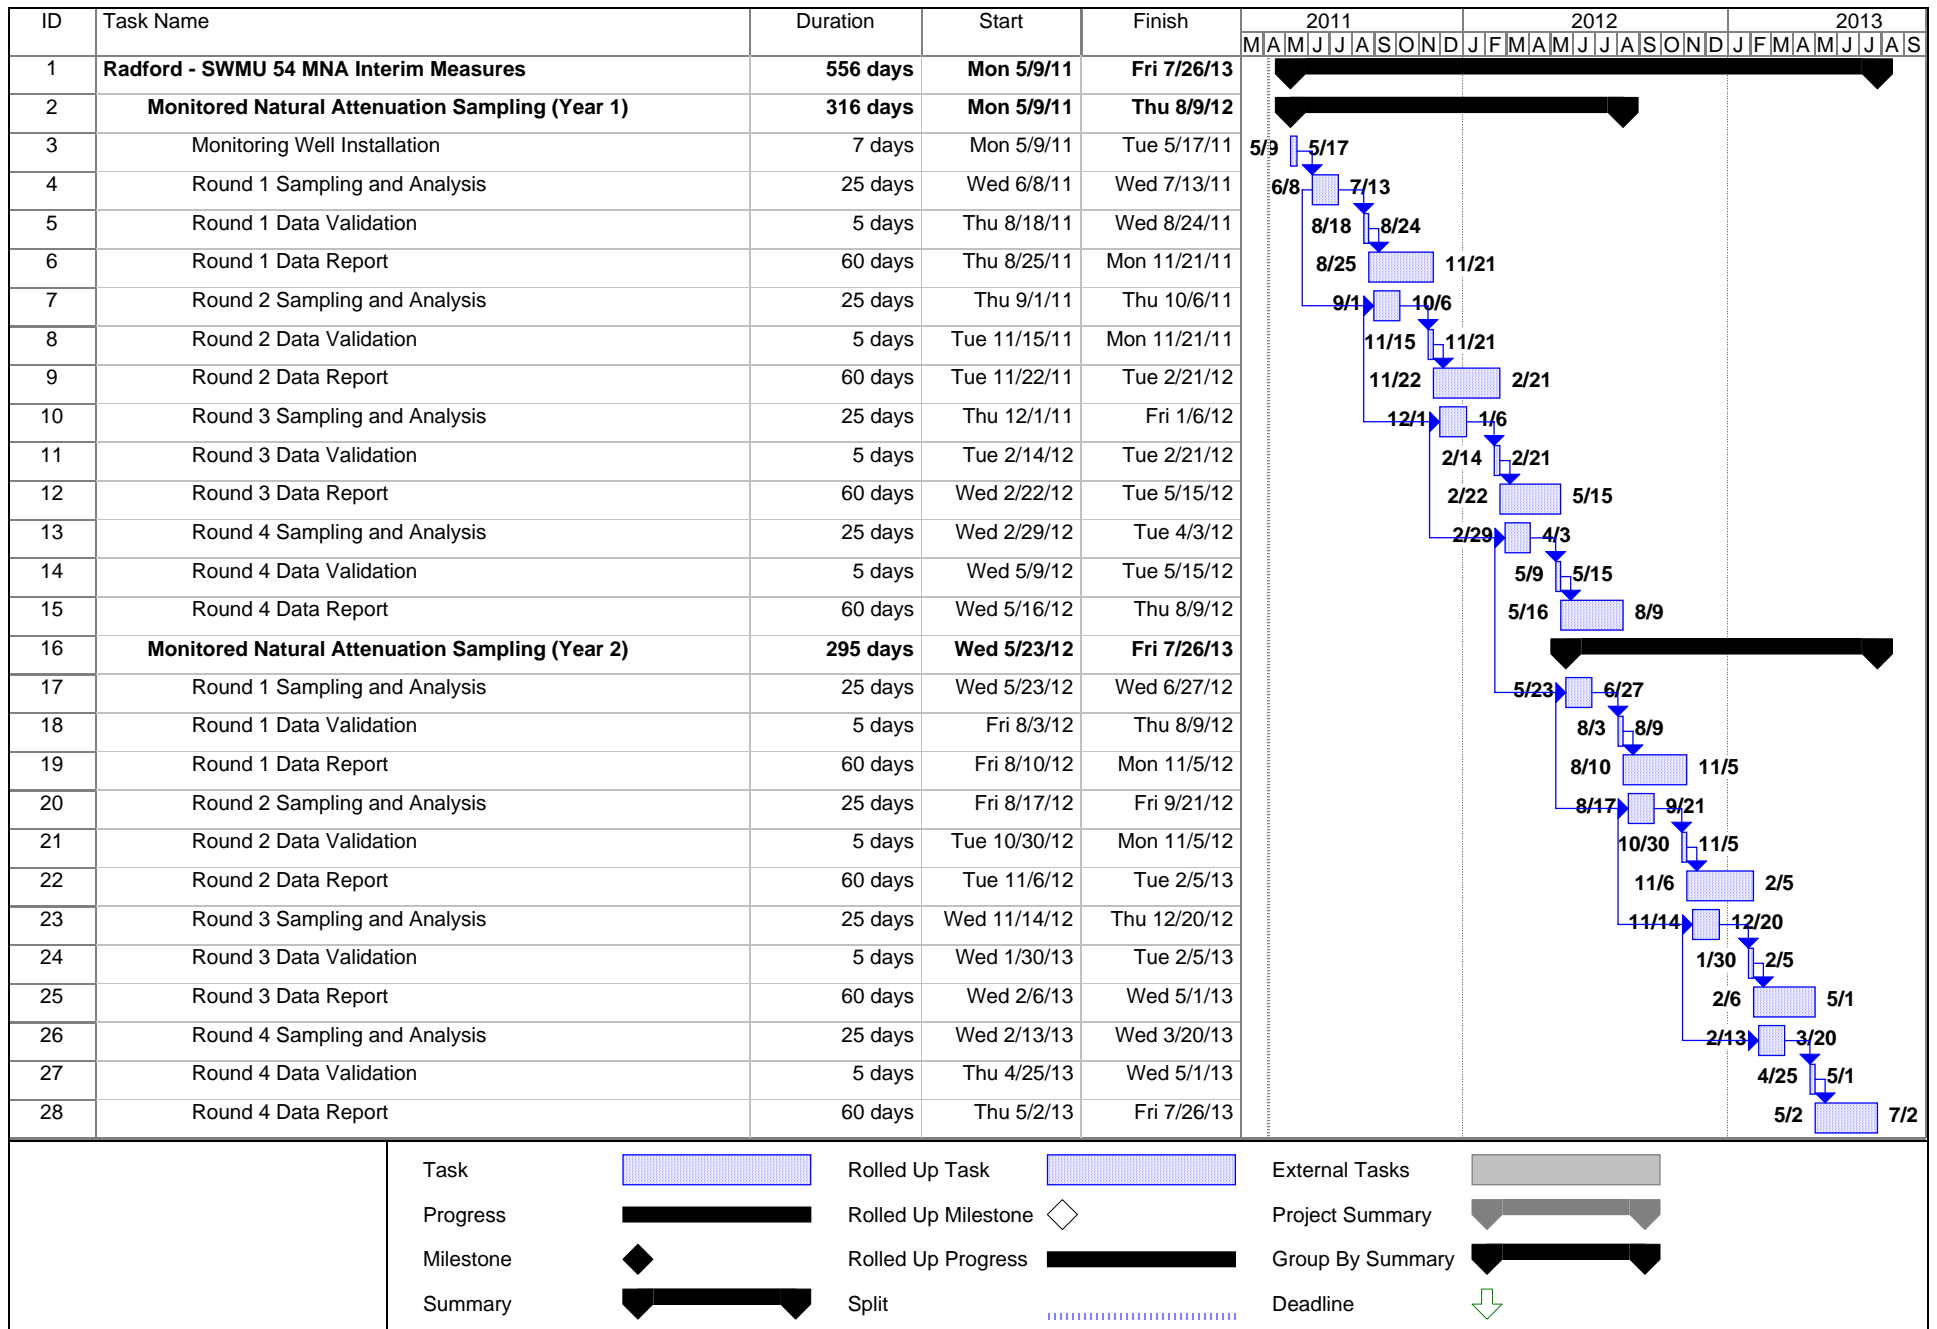 ID Task Name Duration Start Finish 2011 2012 2013
M A M J J A S O N D J F M A M J J A S O N D J F M A M J J A S
1 Radford - SWMU 54 MNA Interim Measures 556 days Mon 5/9/11 Fri 7/26/13
2 Monitored Natural Attenuation Sampling (Year 1) 316 days Mon 5/9/11 Thu 8/9/12
3 Monitoring Well Installation 7 days Mon 5/9/11 Tue 5/17/11 5/9 5/17
4 Round 1 Sampling and Analysis 25 days Wed 6/8/11 Wed 7/13/11 6/8 7/13
5 Round 1 Data Validation 5 days Thu 8/18/11 Wed 8/24/11 8/18 8/24
6 Round 1 Data Report 60 days Thu 8/25/11 Mon 11/21/11 8/25 11/21
7 Round 2 Sampling and Analysis 25 days Thu 9/1/11 Thu 10/6/11 9/1 10/6
8 Round 2 Data Validation 5 days Tue 11/15/11 Mon 11/21/11 11/15 11/21
9 Round 2 Data Report 60 days Tue 11/22/11 Tue 2/21/12 11/22 2/21
10 Round 3 Sampling and Analysis 25 days Thu 12/1/11 Fri 1/6/12 12/1 1/6
11 Round 3 Data Validation 5 days Tue 2/14/12 Tue 2/21/12 2/14 2/21
12 Round 3 Data Report 60 days Wed 2/22/12 Tue 5/15/12 2/22 5/15
13 Round 4 Sampling and Analysis 25 days Wed 2/29/12 Tue 4/3/12 2/29 4/3
14 Round 4 Data Validation 5 days Wed 5/9/12 Tue 5/15/12 5/9 5/15
15 Round 4 Data Report 60 days Wed 5/16/12 Thu 8/9/12 5/16 8/9
16 Monitored Natural Attenuation Sampling (Year 2) 295 days Wed 5/23/12 Fri 7/26/13
17 Round 1 Sampling and Analysis 25 days Wed 5/23/12 Wed 6/27/12 5/23 6/27
18 Round 1 Data Validation 5 days Fri 8/3/12 Thu 8/9/12 8/3 8/9
19 Round 1 Data Report 60 days Fri 8/10/12 Mon 11/5/12 8/10 11/5
20 Round 2 Sampling and Analysis 25 days Fri 8/17/12 Fri 9/21/12 8/17 9/21
21 Round 2 Data Validation 5 days Tue 10/30/12 Mon 11/5/12 10/30 11/5
22 Round 2 Data Report 60 days Tue 11/6/12 Tue 2/5/13 11/6 2/5
23 Round 3 Sampling and Analysis 25 days Wed 11/14/12 Thu 12/20/12 11/14 12/20
24 Round 3 Data Validation 5 days Wed 1/30/13 Tue 2/5/13 1/30 2/5
25 Round 3 Data Report 60 days Wed 2/6/13 Wed 5/1/13 2/6 5/1
26 Round 4 Sampling and Analysis 25 days Wed 2/13/13 Wed 3/20/13 2/13 3/20
27 Round 4 Data Validation 5 days Thu 4/25/13 Wed 5/1/13 4/25 5/1
28 Round 4 Data Report 60 days Thu 5/2/13 Fri 7/26/13 5/2 7/2
Task Rolled Up Task External Tasks
Progress Rolled Up Milestone Project Summary
Milestone Rolled Up Progress Group By Summary
Summary Split Deadline